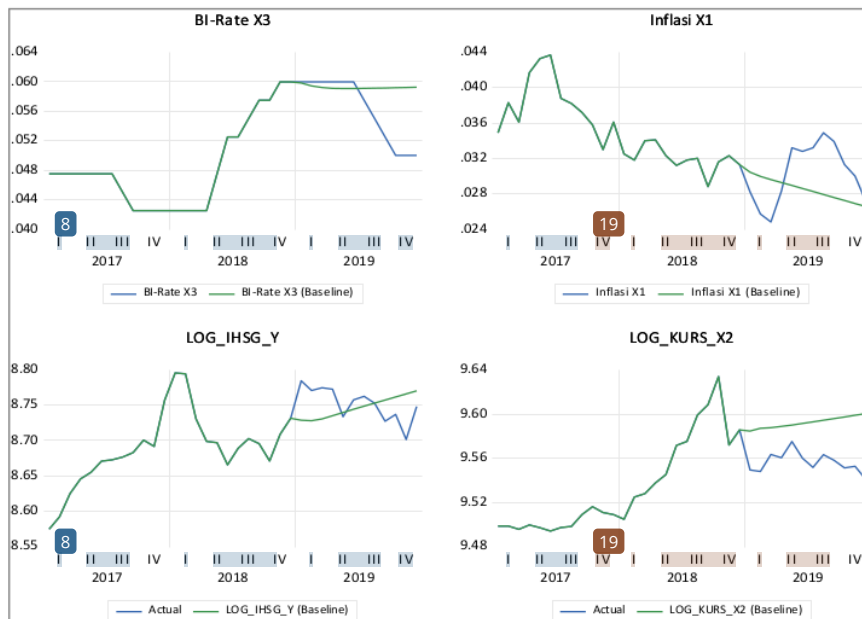 BI-Rate X3
.064
.060
.056
.052
.048
.044
.040
8
I II III IV I II III IV I II III IV
2017 2018 2019
BI-Rate X3 BI-Rate X3 (Baseline)
Inflasi X1
.044
.040
.036
.032
.028
.024
19
I II III IV I II III IV I II III IV
2017 2018 2019
Inflasi X1 Inflasi X1 (Baseline)
LOG_IHSG_Y
8.80
8.75
8.70
8.65
8.60
8.55
8
I II III IV I II III IV I II III IV
2017 2018 2019
Actual LOG_IHSG_Y (Baseline)
LOG_KURS_X2
9.64
9.60
9.56
9.52
9.48
19
I II III IV I II III IV I II III IV
2017 2018 2019
Actual LOG_KURS_X2 (Baseline)